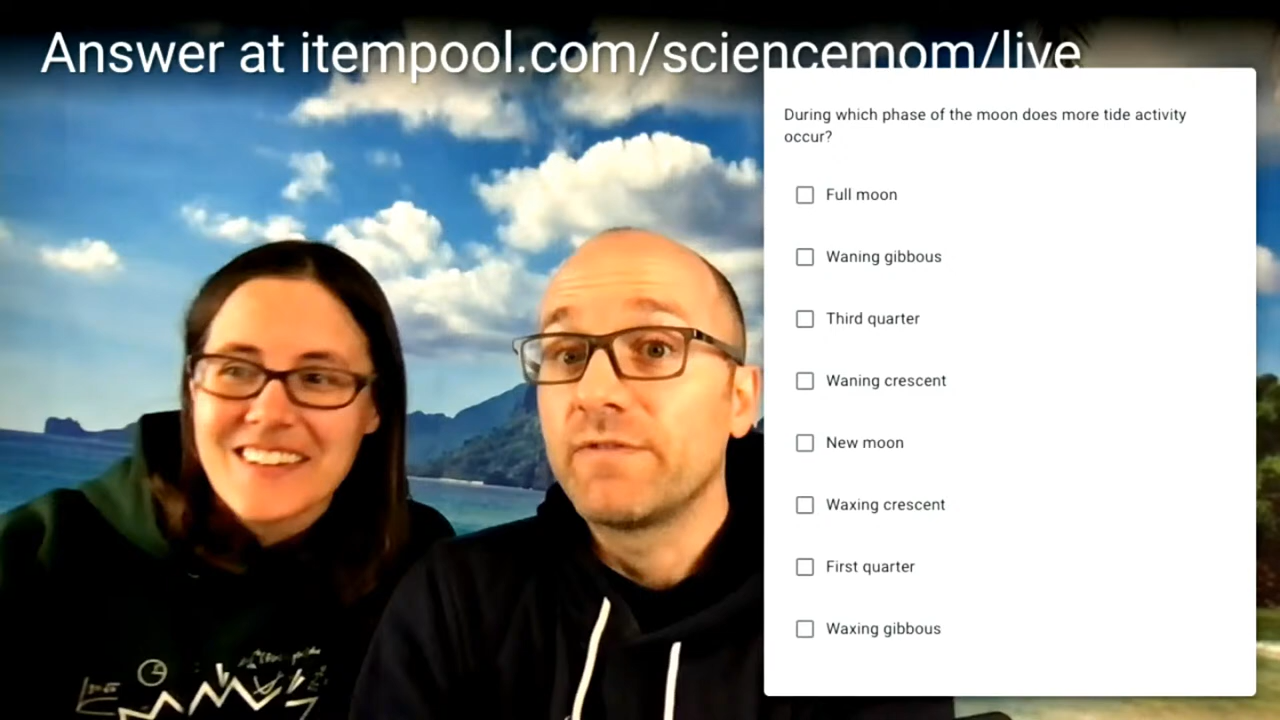 Answer at itempool.com/sciencemom/live
During which phase of the moon does more tide activity
occur?
Full moon
Waning gibbous
Third quarter
Waning crescent
New moon
Waxing crescent
First quarter
Waxing gibbous